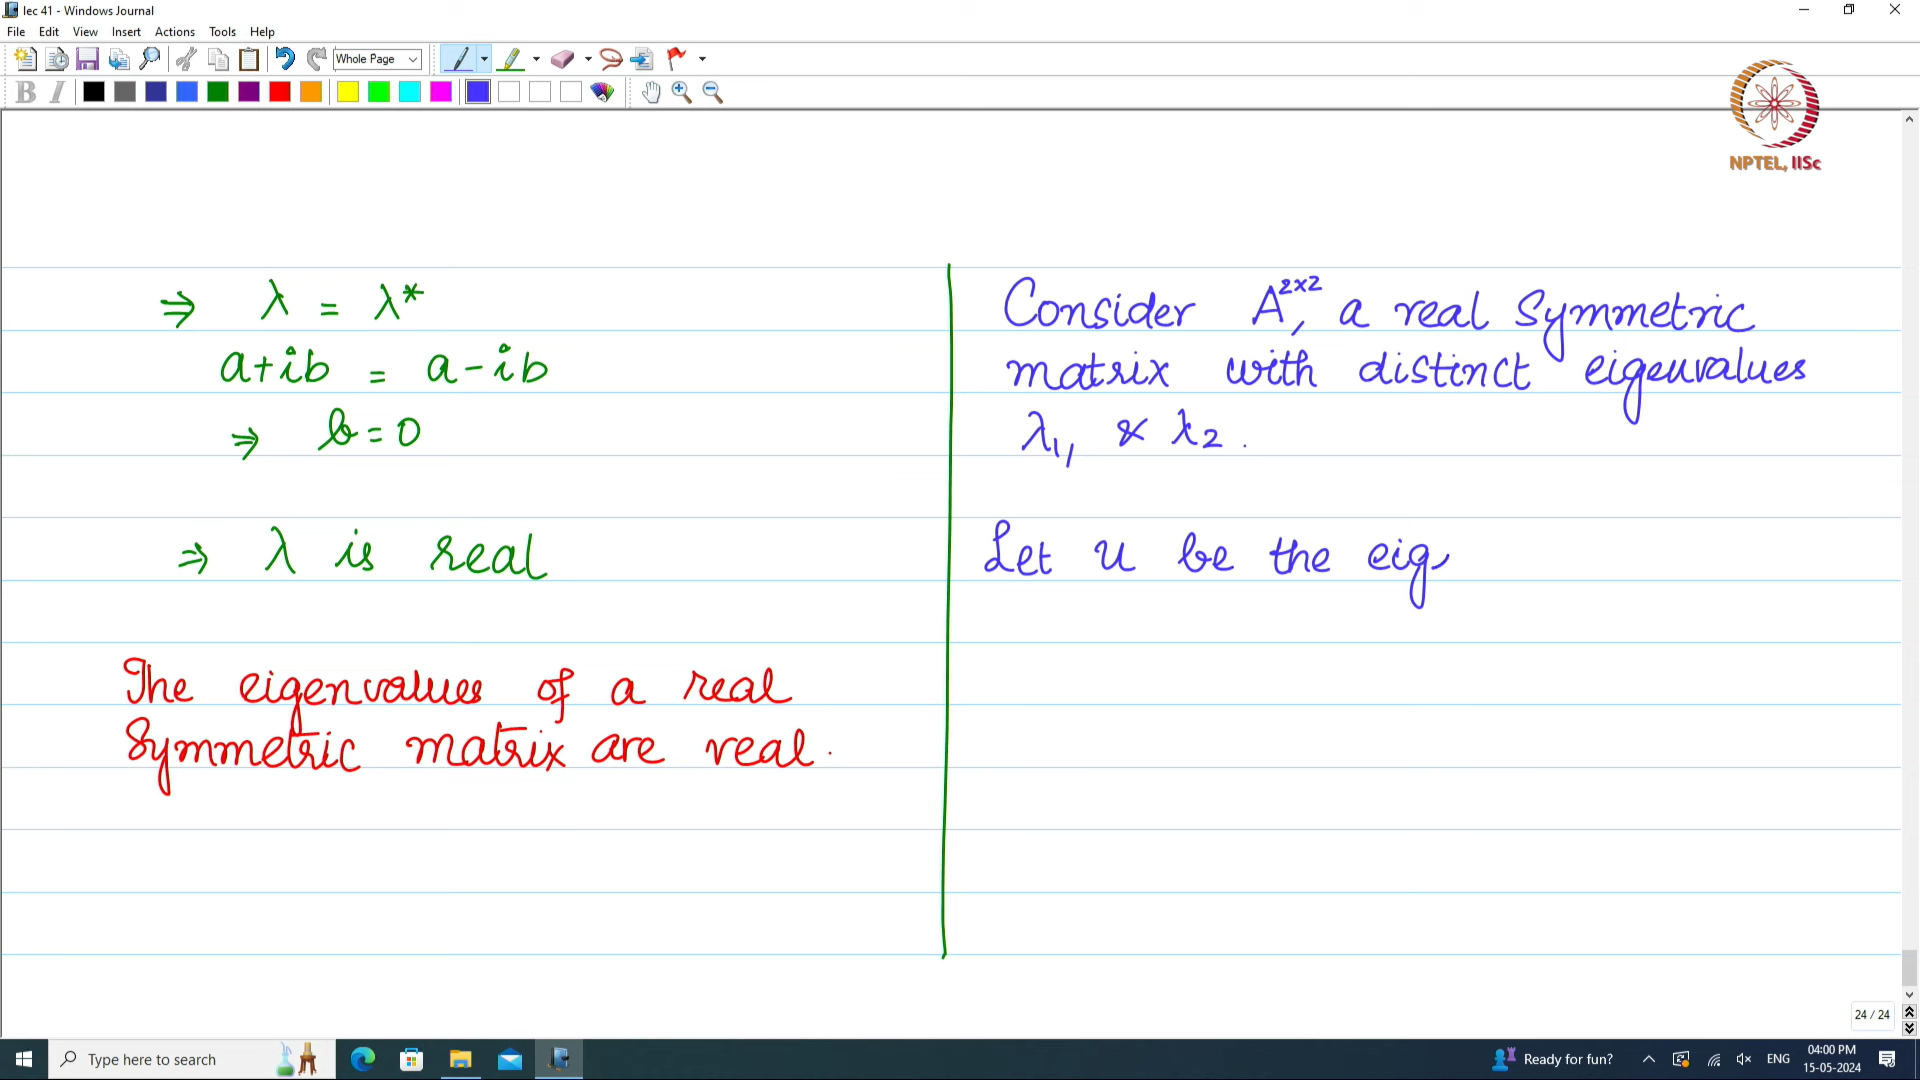 lec 41 - Windows Journal
File Edit View Insert Actions Tools Help
Whole Page
B I
NPTEL, IISc
⇒ λ = λ*
a+ib = a-ib
⇒ b=0
⇒ λ is real
The eigenvalues of a real
Symmetric matrix are real.
Consider A^{2×2}, a real Symmetric
matrix with distinct eigenvalues
λ₁, & λ₂.
Let u be the eig
24 / 24
Type here to search
Ready for fun?
ENG
04:00 PM
15-05-2024